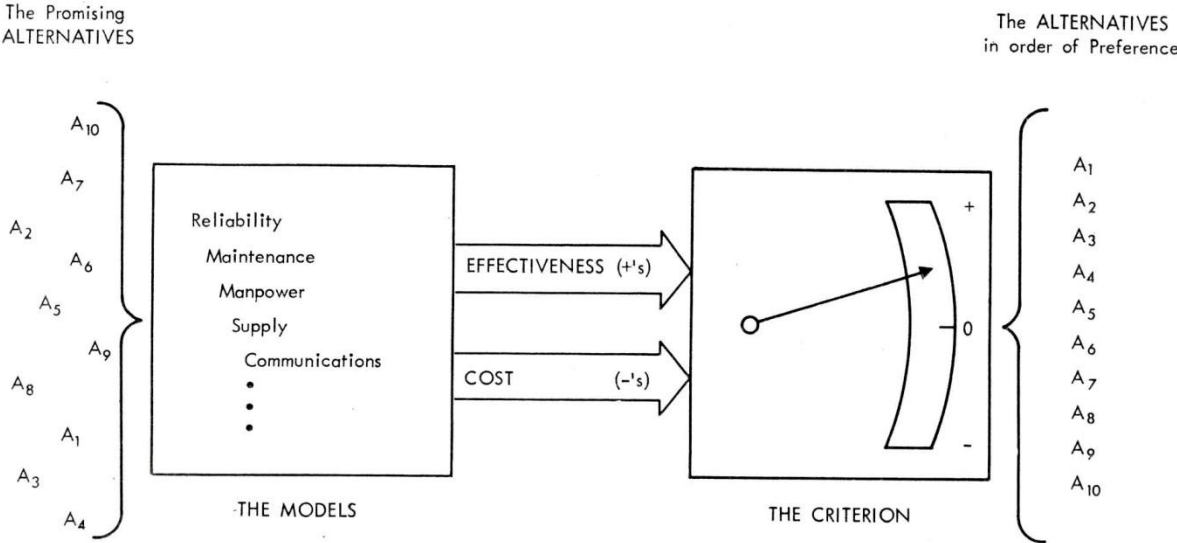 The Promising
ALTERNATIVES
A10
A7
A2
A6
A5
A9
A8
A1
A3
A4
Reliability
Maintenance
Manpower
Supply
Communications
THE MODELS
EFFECTIVENESS (+'s)
COST (-'s)
+
0
-
THE CRITERION
The ALTERNATIVES
in order of Preference
A1
A2
A3
A4
A5
A6
A7
A8
A9
A10